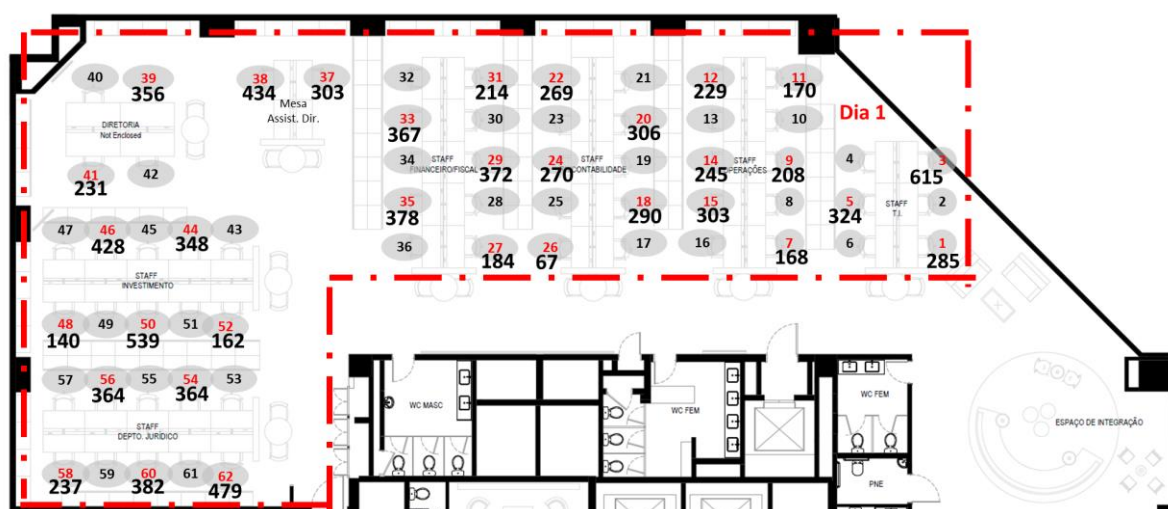 40 39 38 37 32 31 22 21 12 11
356 434 303 214 269 229 170
Mesa
Assist. Dir.
DIRETORIA
Not Enclosed
33 30 23 20 13 10 Dia 1
367 306
34 29 24 19 14 9 4 3
STAFF STAFF STAFF
FINANCEIRO/FISCAL CONTABILIDADE OPERAÇÕES
372 270 245 208 615
41 42
231
35 28 25 18 15 8 5 2
378 290 303 324
STAFF
T.I.
47 46 45 44 43
428 348
36 27 26 17 16 7 6 1
184 67 168 285
STAFF
INVESTIMENTO
48 49 50 51 52
140 539 162
57 56 55 54 53
364 364
STAFF
DEPTO. JURÍDICO
58 59 60 61 62
237 382 479
WC MASC
WC FEM
WC FEM
PNE
ESPAÇO DE INTEGRAÇÃO